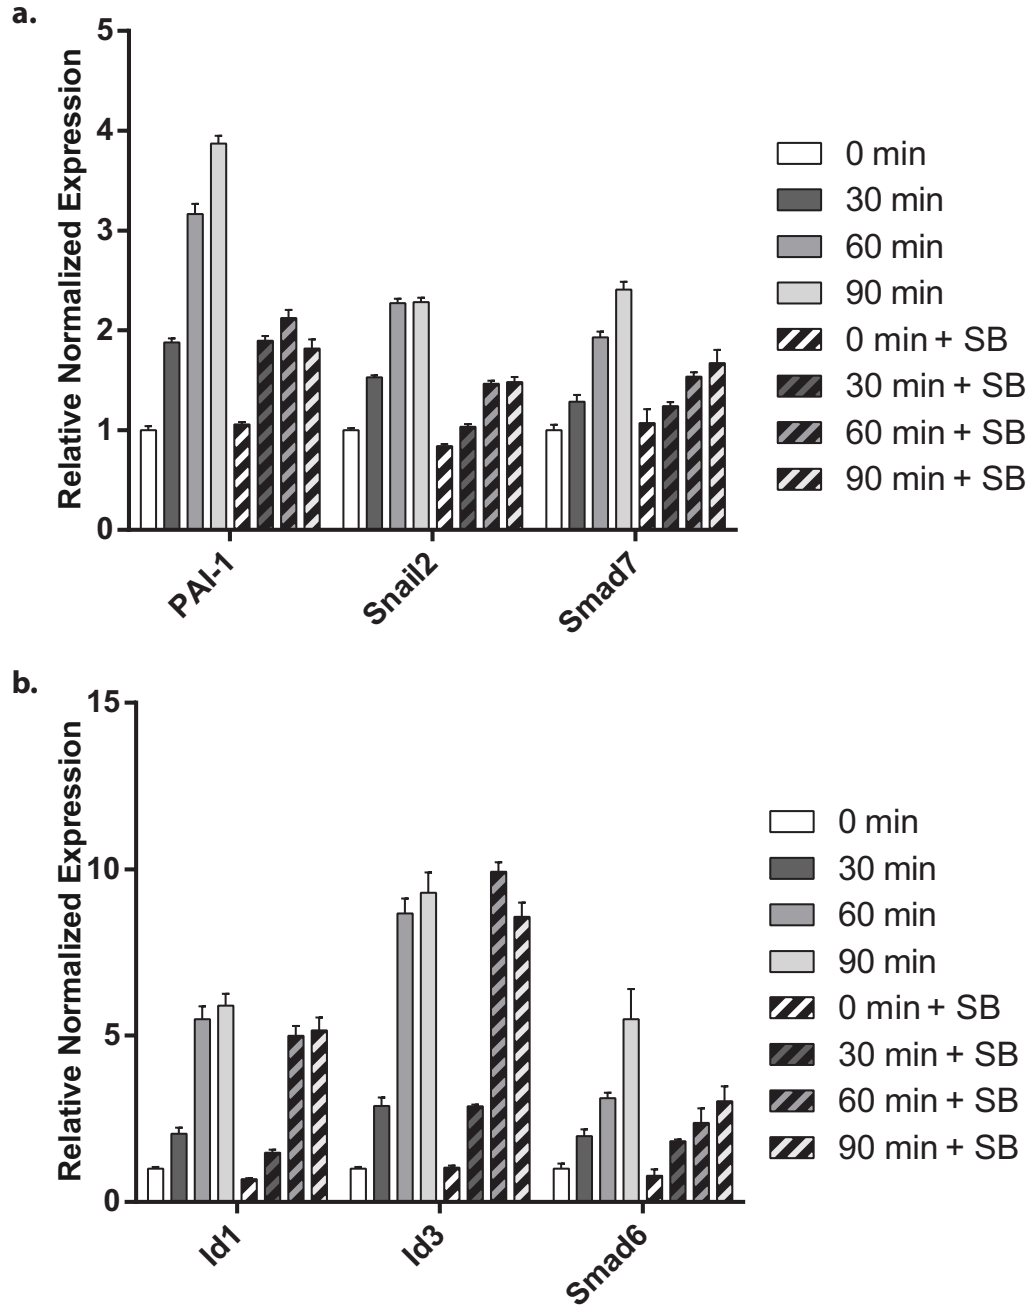 a.
Relative Normalized Expression
5
4
3
2
1
0
PAI-1
Snail2
Smad7
0 min
30 min
60 min
90 min
0 min + SB
30 min + SB
60 min + SB
90 min + SB
b.
Relative Normalized Expression
15
10
5
0
Id1
Id3
Smad6
0 min
30 min
60 min
90 min
0 min + SB
30 min + SB
60 min + SB
90 min + SB